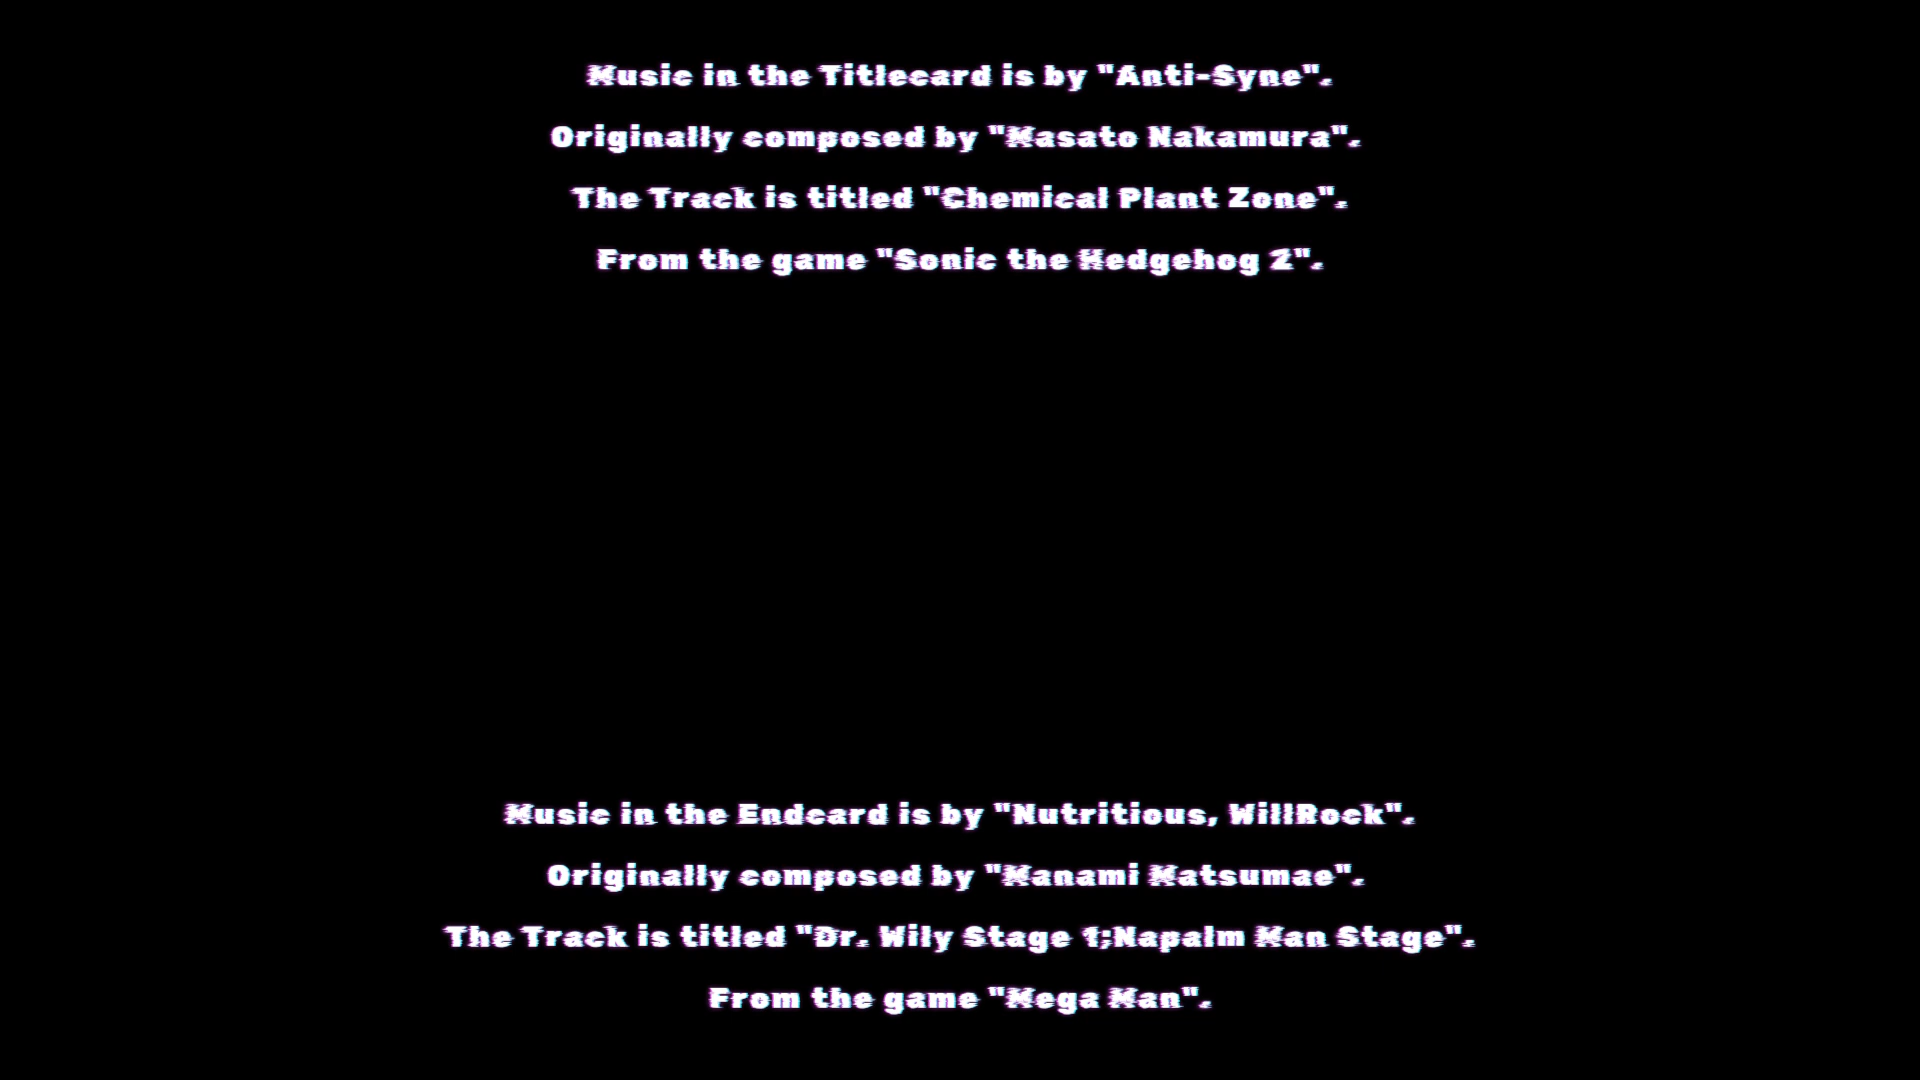 Music in the Titlecard is by "Anti-Syne".
Originally composed by "Masato Nakamura".
The Track is titled "Chemical Plant Zone".
From the game "Sonic the Hedgehog 2".
Music in the Endcard is by "Nutritious, WillRock".
Originally composed by "Manami Matsumae".
The Track is titled "Dr. Wily Stage 1;Napalm Man Stage".
From the game "Mega Man".